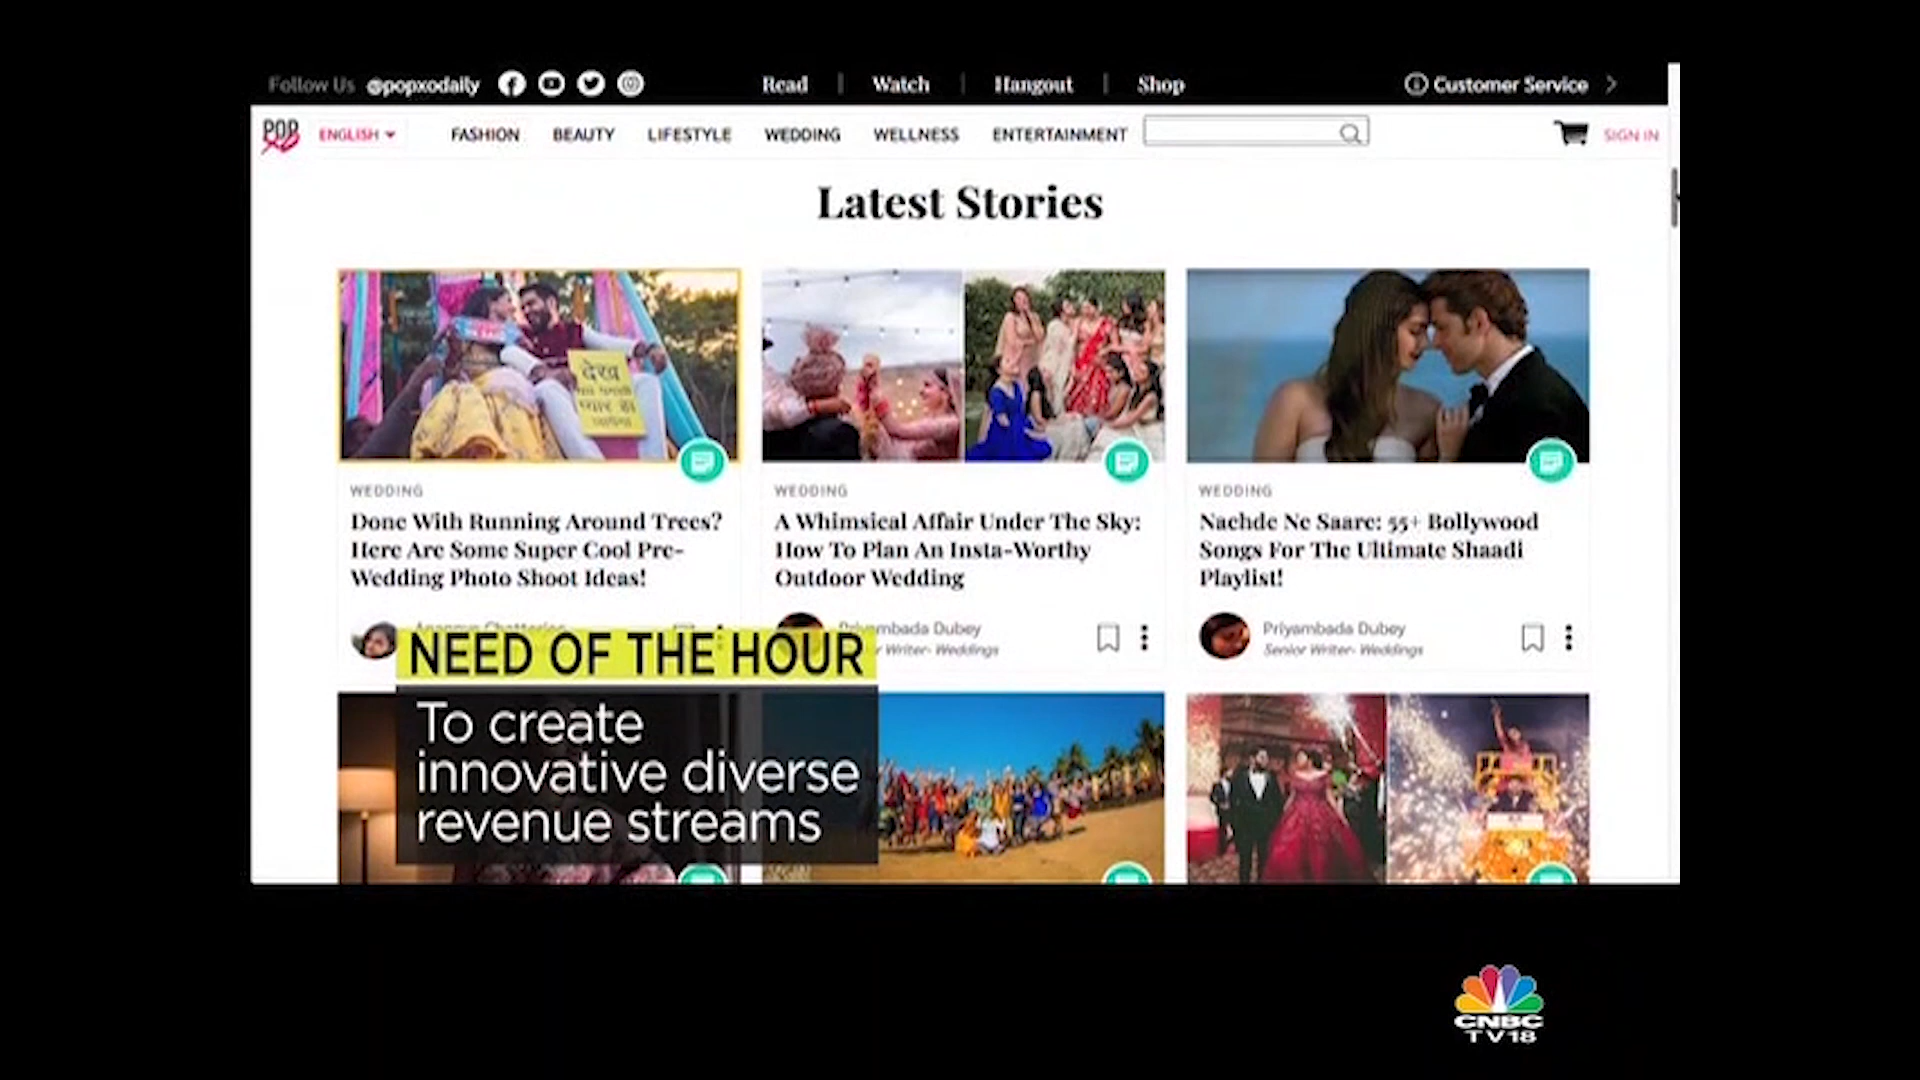 Follow Us @popxodaily
Read | Watch | Hangout | Shop
Customer Service
POP
XO
ENGLISH
FASHION BEAUTY LIFESTYLE WEDDING WELLNESS ENTERTAINMENT
SIGN IN
Latest Stories
देख
प्यार हो
WEDDING
Done With Running Around Trees?
Here Are Some Super Cool Pre-
Wedding Photo Shoot Ideas!
WEDDING
A Whimsical Affair Under The Sky:
How To Plan An Insta-Worthy
Outdoor Wedding
Dubey
Writer- Weddings
WEDDING
Nachde Ne Saare: 55+ Bollywood
Songs For The Ultimate Shaadi
Playlist!
Priyambada Dubey
Senior Writer- Weddings
NEED OF THE HOUR
To create
innovative diverse
revenue streams
CNBC
TV18